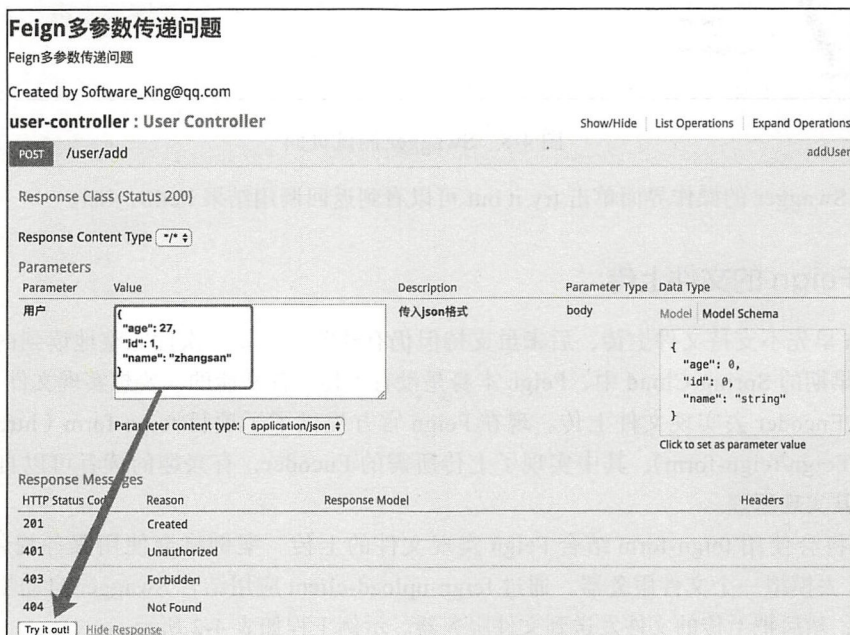 Feign多参数传递问题
Feign多参数传递问题
Created by Software_King@qq.com
user-controller : User Controller
Show/Hide | List Operations | Expand Operations
POST /user/add addUser
Response Class (Status 200)
Response Content Type */*
Parameters
Parameter Value Description Parameter Type Data Type
用户 传入json格式 body Model Model Schema
{
"age": 27,
"id": 1,
"name": "zhangsan"
}
{
"age": 0,
"id": 0,
"name": "string"
}
Click to set as parameter value
Parameter content type: application/json
Response Messages
HTTP Status Code Reason Response Model Headers
201 Created
401 Unauthorized
403 Forbidden
404 Not Found
Try it out! Hide Response